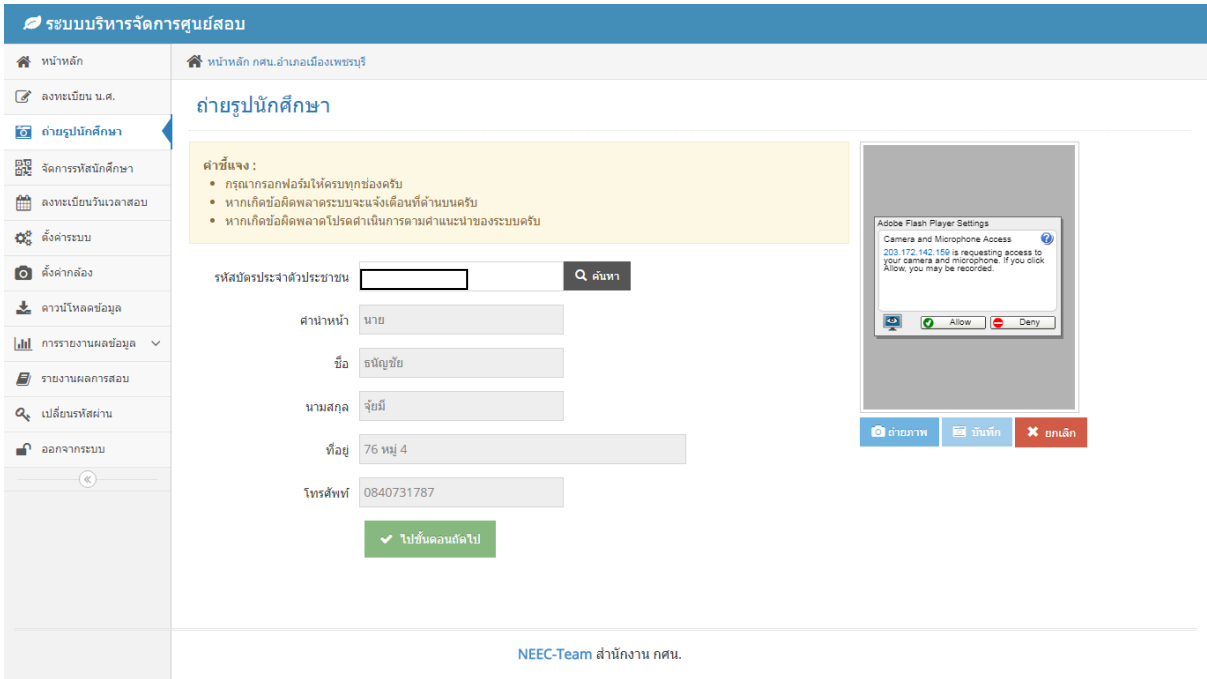 ระบบบริหารจัดการศูนย์สอบ
หน้าหลัก
ลงทะเบียน น.ศ.
ถ่ายรูปนักศึกษา
จัดการรหัสนักศึกษา
ลงทะเบียนวันเวลาสอบ
ตั้งค่าระบบ
ตั้งค่ากล้อง
ดาวน์โหลดข้อมูล
การรายงานผลข้อมูล
รายงานผลการสอบ
เปลี่ยนรหัสผ่าน
ออกจากระบบ
หน้าหลัก กศน.อำเภอเมืองเพชรบุรี
ถ่ายรูปนักศึกษา
คำชี้แจง :
กรุณากรอกฟอร์มให้ครบทุกช่องครับ
หากเกิดข้อผิดพลาดระบบจะแจ้งเตือนที่ด้านบนครับ
หากเกิดข้อผิดพลาดโปรดดำเนินการตามคำแนะนำของระบบครับ
รหัสบัตรประจำตัวประชาชน ค้นหา
คำนำหน้า นาย
ชื่อ ธนัญชัย
นามสกุล จุ้ยมี
ที่อยู่ 76 หมู่ 4
โทรศัพท์ 0840731787
ไปขั้นตอนถัดไป
Adobe Flash Player Settings
Camera and Microphone Access
203.172.142.159 is requesting access to
your camera and microphone. If you click
Allow, you may be recorded.
Allow Deny
ถ่ายภาพ บันทึก ยกเลิก
NEEC-Team สำนักงาน กศน.